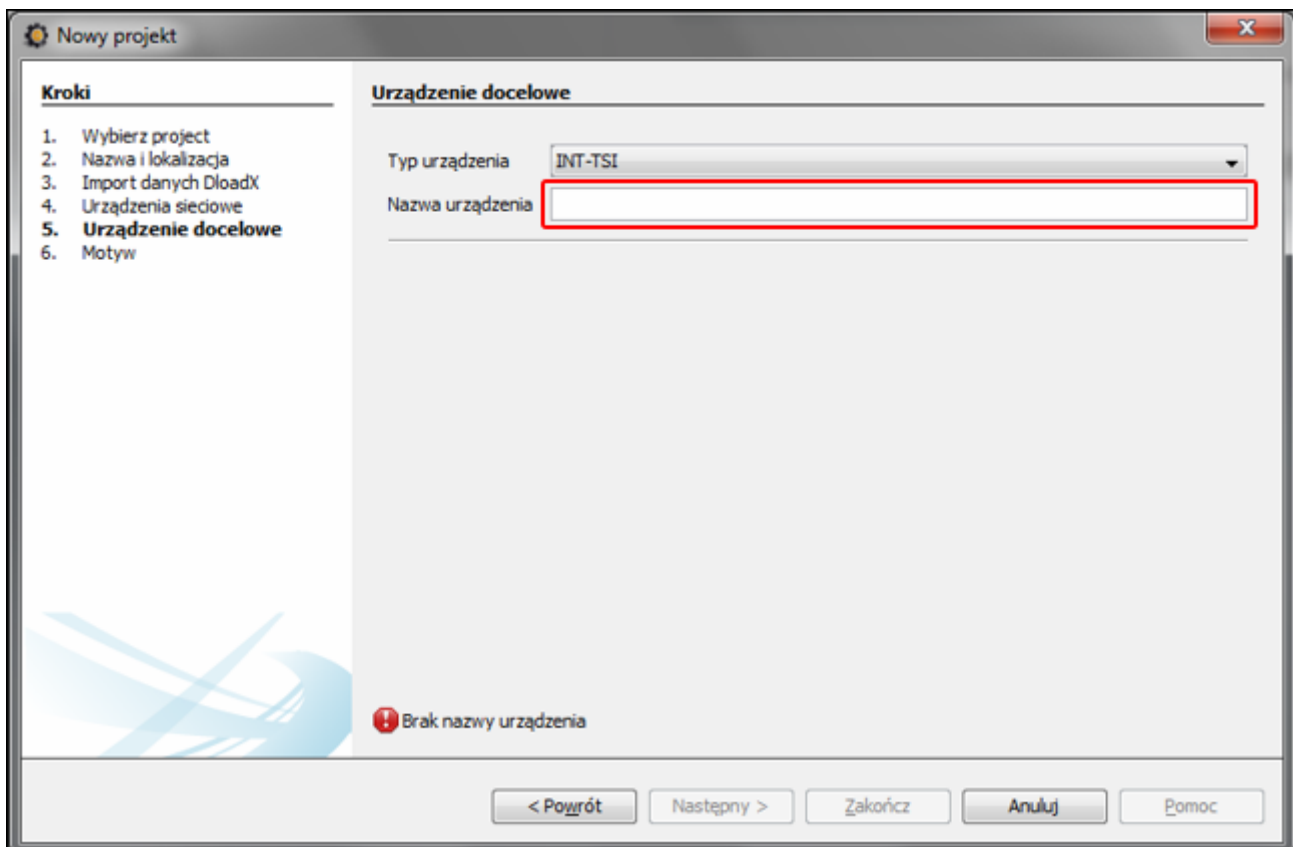 Nowy projekt
Kroki
1. Wybierz project
2. Nazwa i lokalizacja
3. Import danych DloadX
4. Urządzenia sieciowe
5. Urządzenie docelowe
6. Motyw
Urządzenie docelowe
Typ urządzenia INT-TSI
Nazwa urządzenia
Brak nazwy urządzenia
< Powrót Następny > Zakończ Anuluj Pomoc